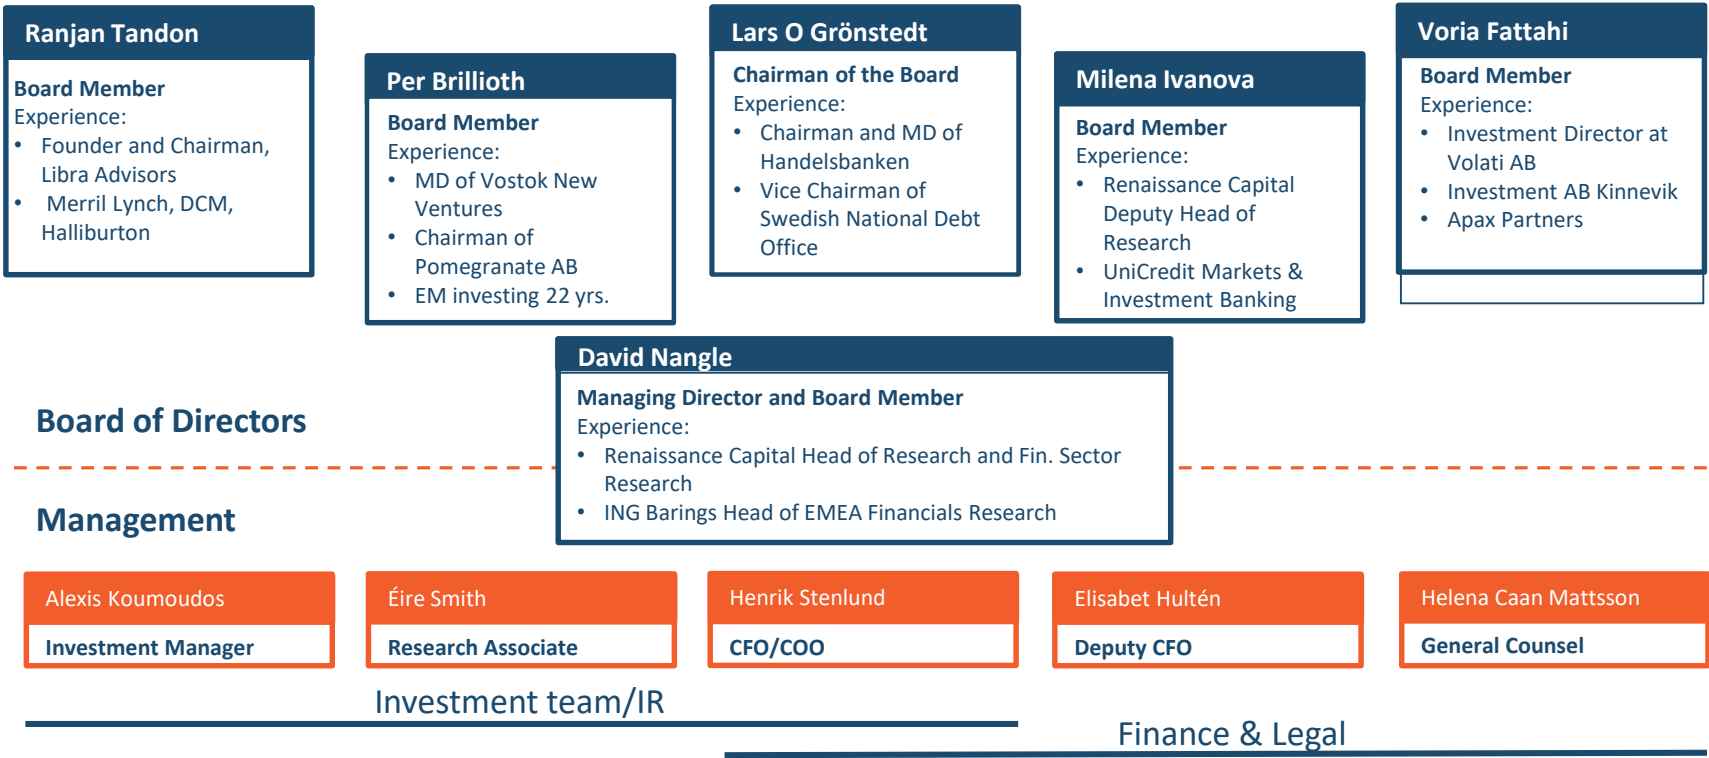 Ranjan Tandon
Board Member
Experience:
• Founder and Chairman,
Libra Advisors
• Merril Lynch, DCM,
Halliburton
Per Brillioth
Board Member
Experience:
• MD of Vostok New
Ventures
• Chairman of
Pomegranate AB
• EM investing 22 yrs.
Lars O Grönstedt
Chairman of the Board
Experience:
• Chairman and MD of
Handelsbanken
• Vice Chairman of
Swedish National Debt
Office
Milena Ivanova
Board Member
Experience:
• Renaissance Capital
Deputy Head of
Research
• UniCredit Markets &
Investment Banking
Voria Fattahi
Board Member
Experience:
• Investment Director at
Volati AB
• Investment AB Kinnevik
• Apax Partners
David Nangle
Managing Director and Board Member
Experience:
• Renaissance Capital Head of Research and Fin. Sector
Research
• ING Barings Head of EMEA Financials Research
Board of Directors
Management
Alexis Koumoudos
Investment Manager
Éire Smith
Research Associate
Henrik Stenlund
CFO/COO
Elisabet Hultén
Deputy CFO
Helena Caan Mattsson
General Counsel
Investment team/IR
Finance & Legal